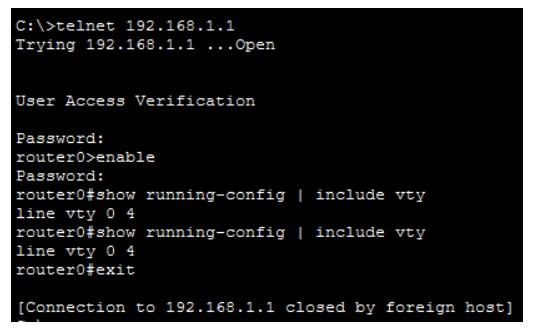 C:\>telnet 192.168.1.1
Trying 192.168.1.1 ...Open
User Access Verification
Password:
router0>enable
Password:
router0#show running-config | include vty
line vty 0 4
router0#show running-config | include vty
line vty 0 4
router0#exit
[Connection to 192.168.1.1 closed by foreign host]